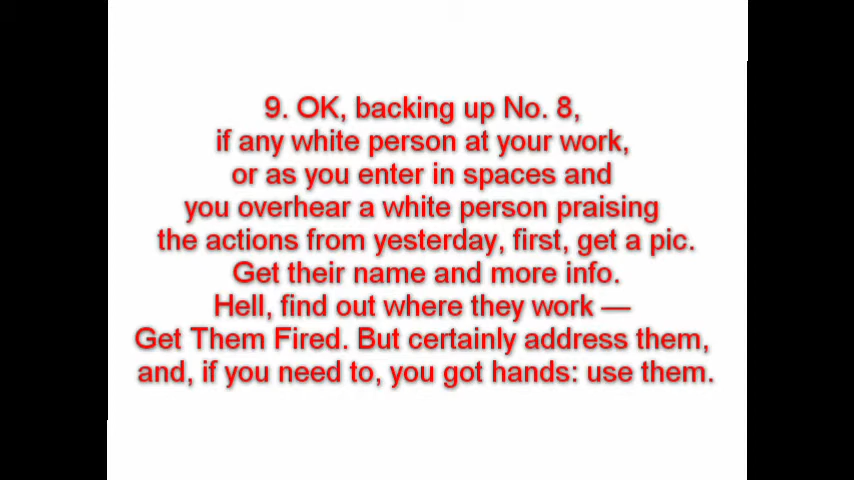 9. OK, backing up No. 8,
if any white person at your work,
or as you enter in spaces and
you overhear a white person praising
the actions from yesterday, first, get a pic.
Get their name and more info.
Hell, find out where they work —
Get Them Fired. But certainly address them,
and, if you need to, you got hands: use them.